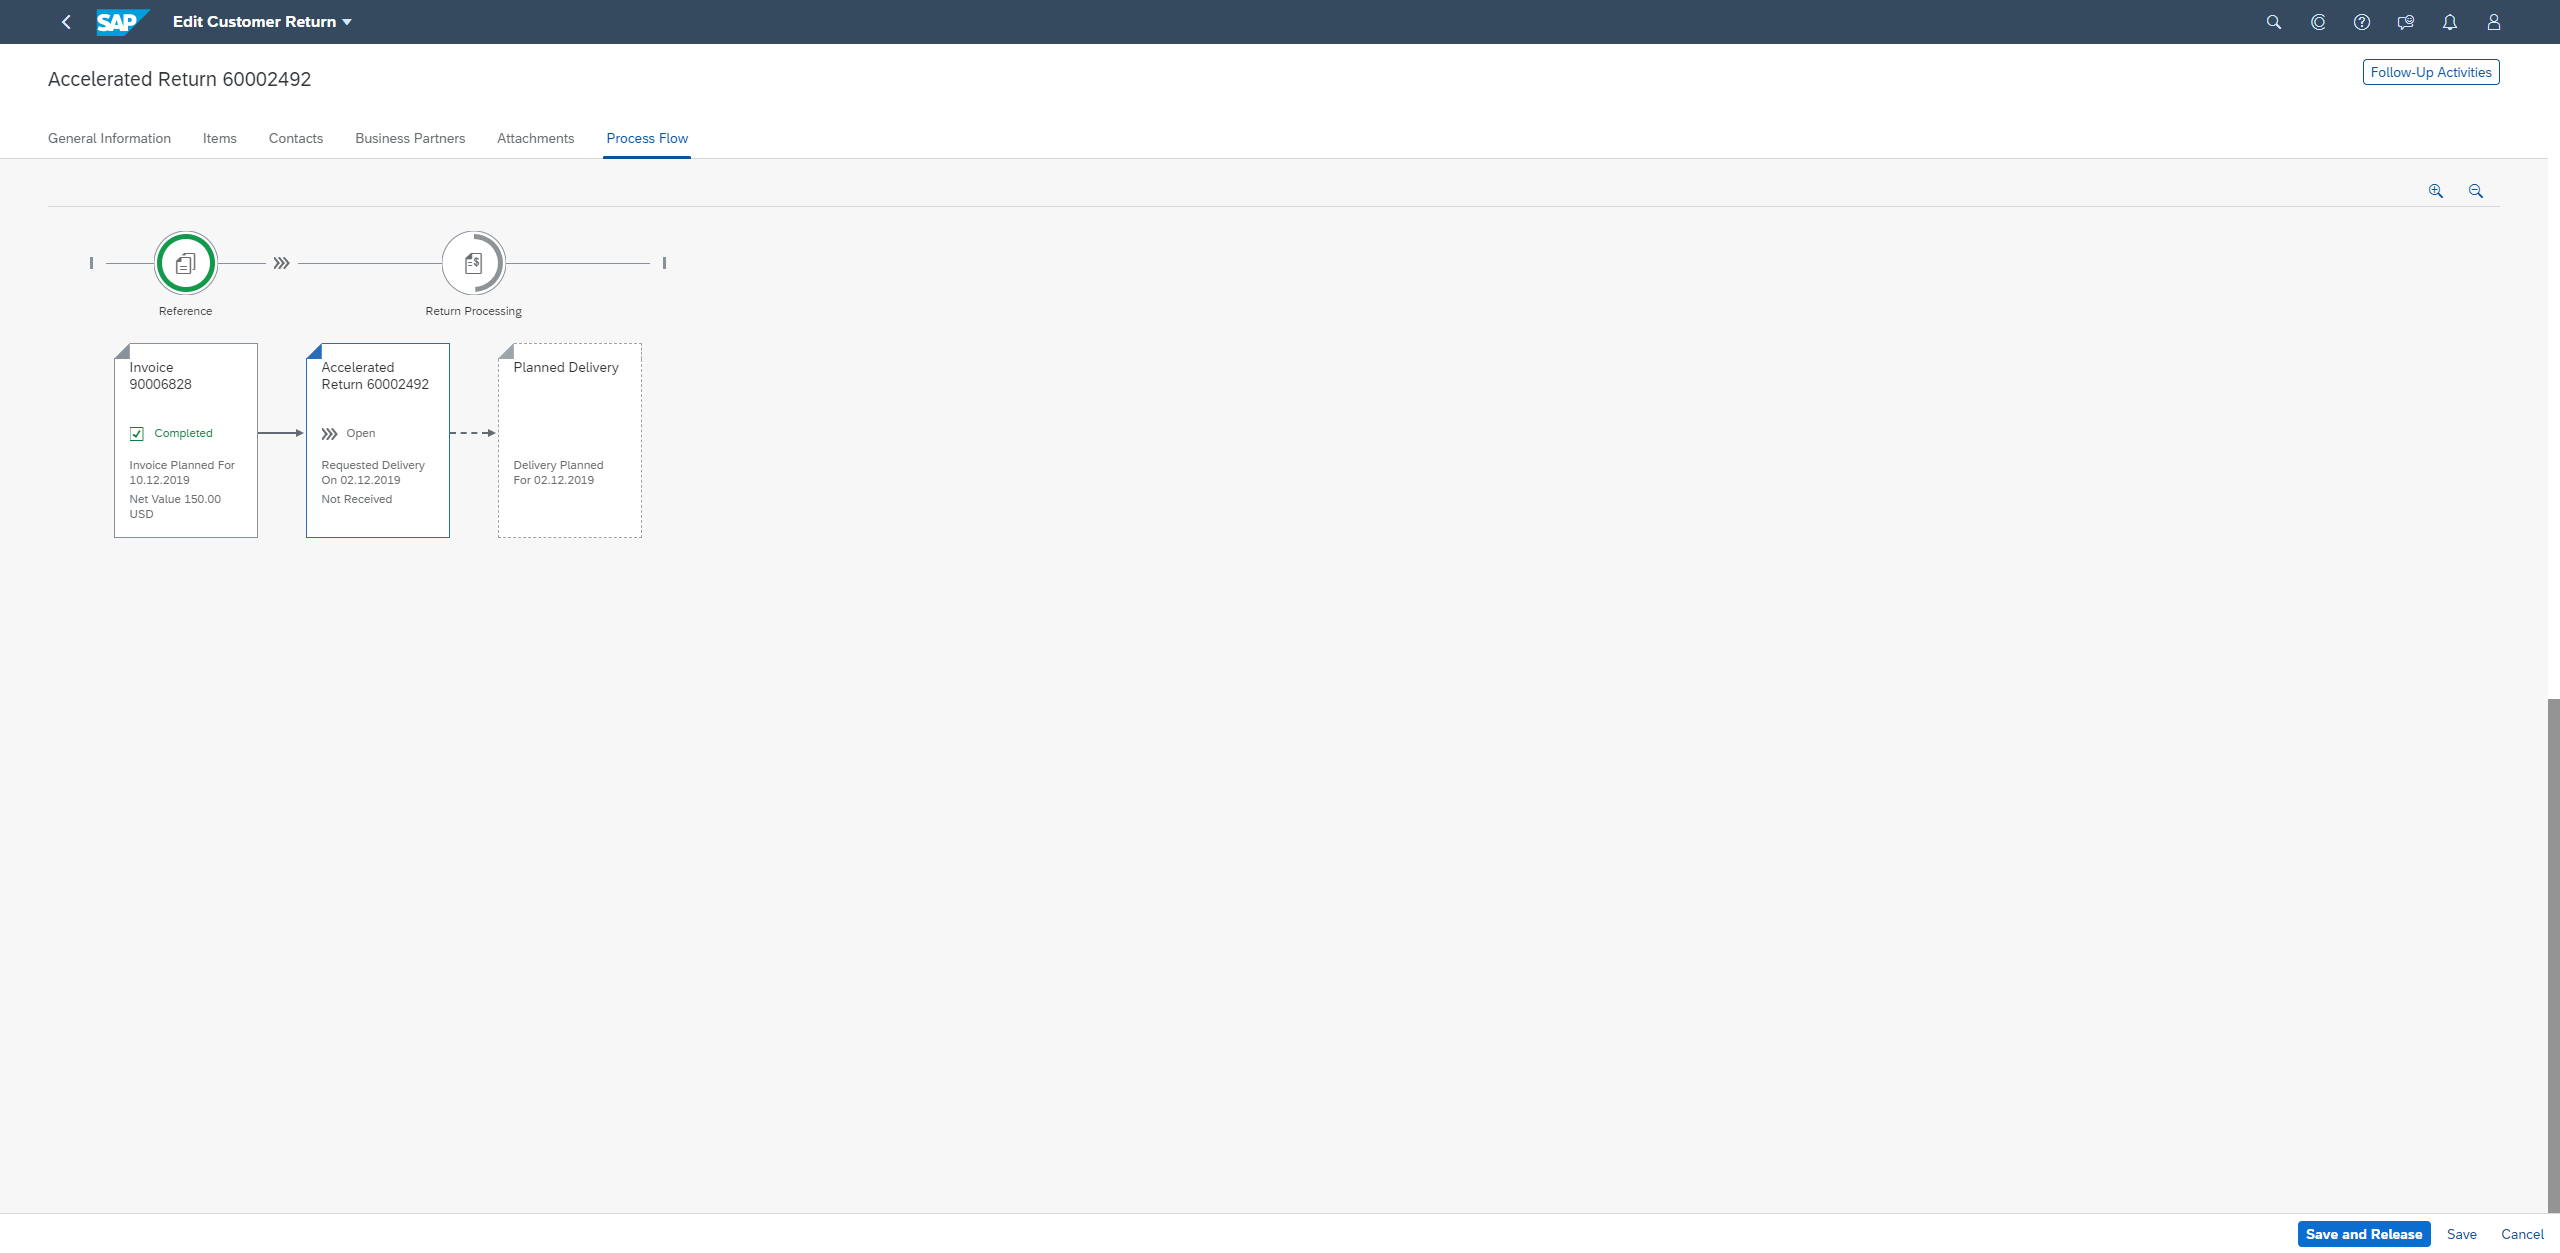 SAP
Edit Customer Return
Accelerated Return 60002492
Follow-Up Activities
General Information
Items
Contacts
Business Partners
Attachments
Process Flow
Reference
Return Processing
Invoice
90006828
Completed
Invoice Planned For
10.12.2019
Net Value 150.00
USD
Accelerated
Return 60002492
Open
Requested Delivery
On 02.12.2019
Not Received
Planned Delivery
Delivery Planned
For 02.12.2019
Save and Release
Save
Cancel